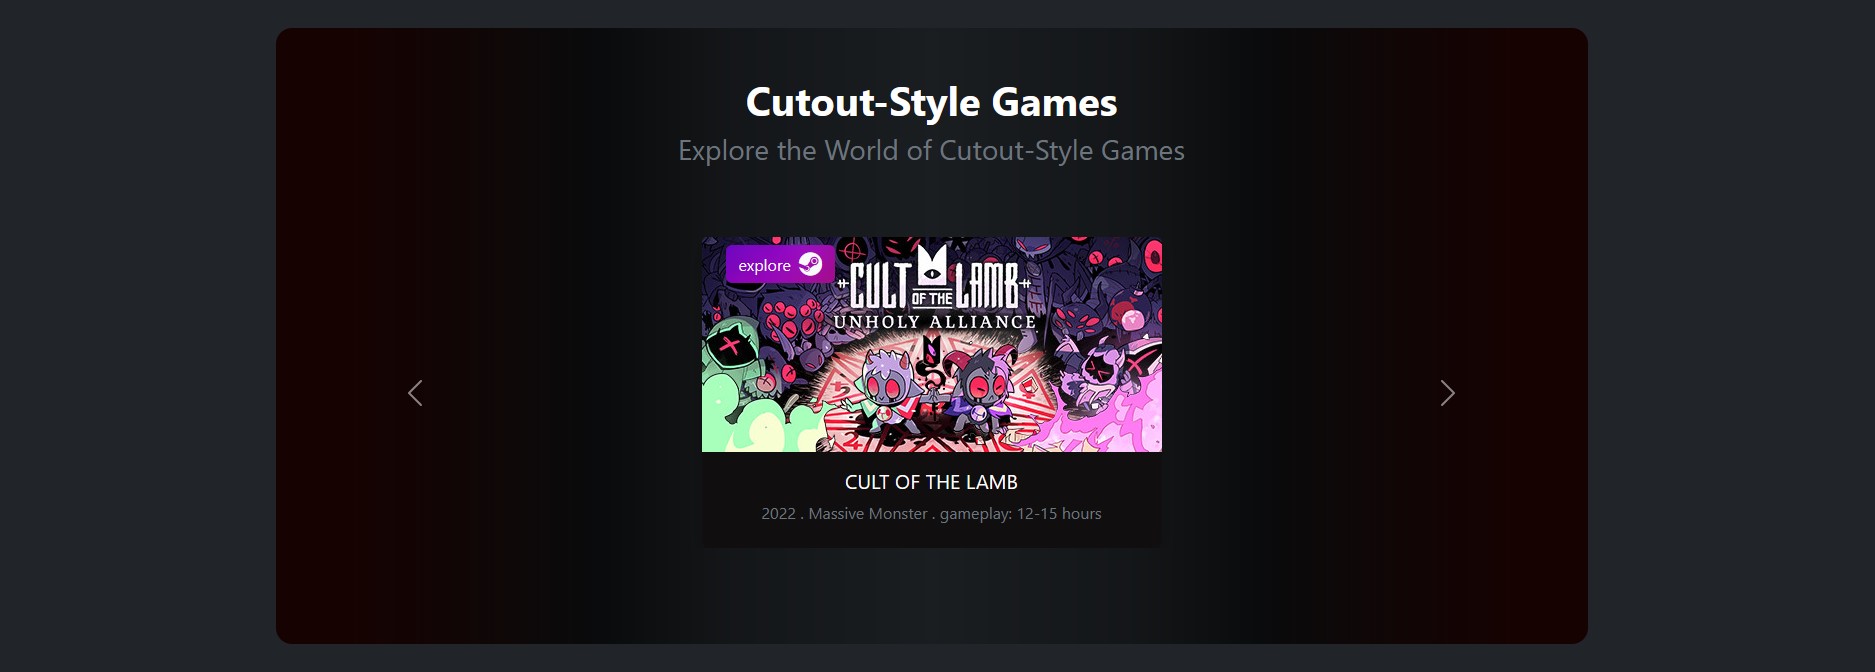 Cutout-Style Games
Explore the World of Cutout-Style Games
explore
CULT OF THE LAMB
UNHOLY ALLIANCE
CULT OF THE LAMB
2022 . Massive Monster . gameplay: 12-15 hours